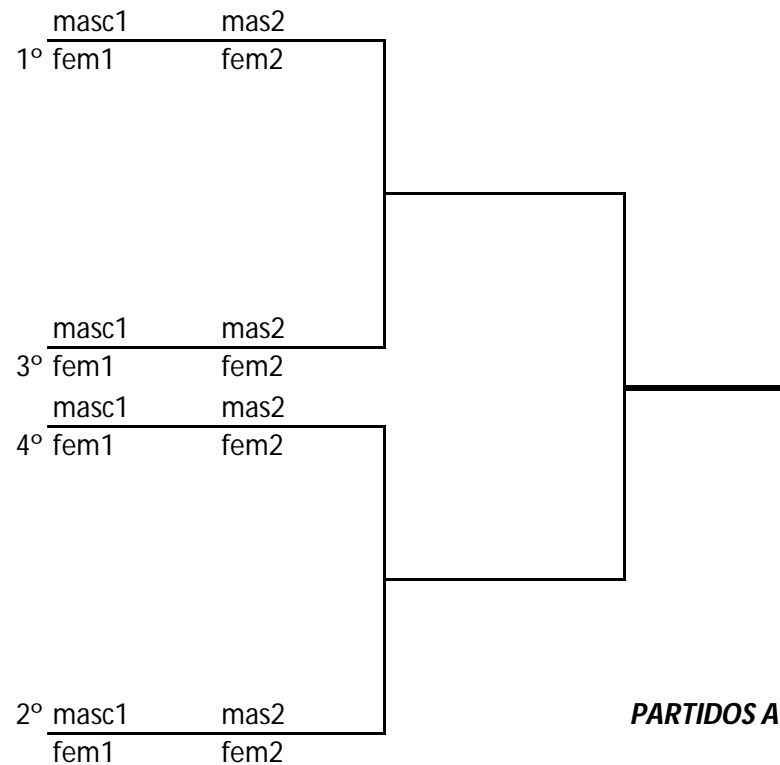 masc1 mas2
1º fem1 fem2
masc1 mas2
3º fem1 fem2
masc1 mas2
4º fem1 fem2
2º masc1 mas2 PARTIDOS A
fem1 fem2